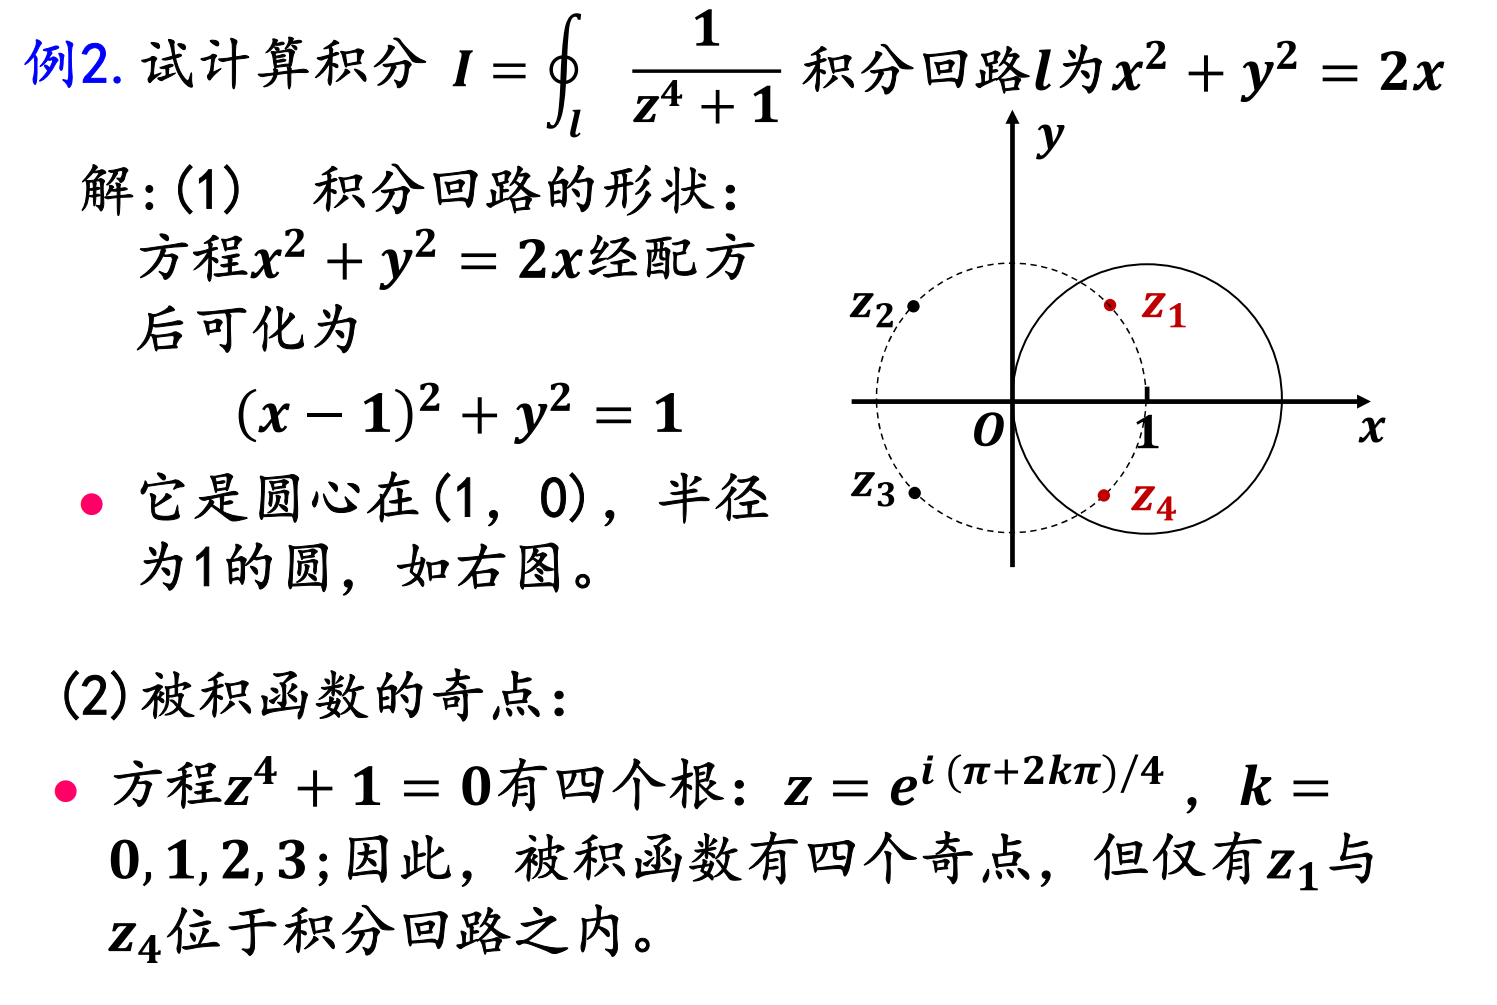 例2.试计算积分 $I = \oint_l \frac{1}{z^4+1}$ 积分回路$l$为$x^2 + y^2 = 2x$
解:(1) 积分回路的形状：
方程$x^2 + y^2 = 2x$经配方
后可化为
$(x-1)^2 + y^2 = 1$
● 它是圆心在(1，0)，半径
为1的圆，如右图。
y
z₂
z₁
O
1
x
z₃
z₄
(2)被积函数的奇点：
● 方程$z^4 + 1 = 0$有四个根：$z = e^{i(\pi+2k\pi)/4}$，$k =$
$0,1,2,3$;因此，被积函数有四个奇点，但仅有$z_1$与
$z_4$位于积分回路之内。